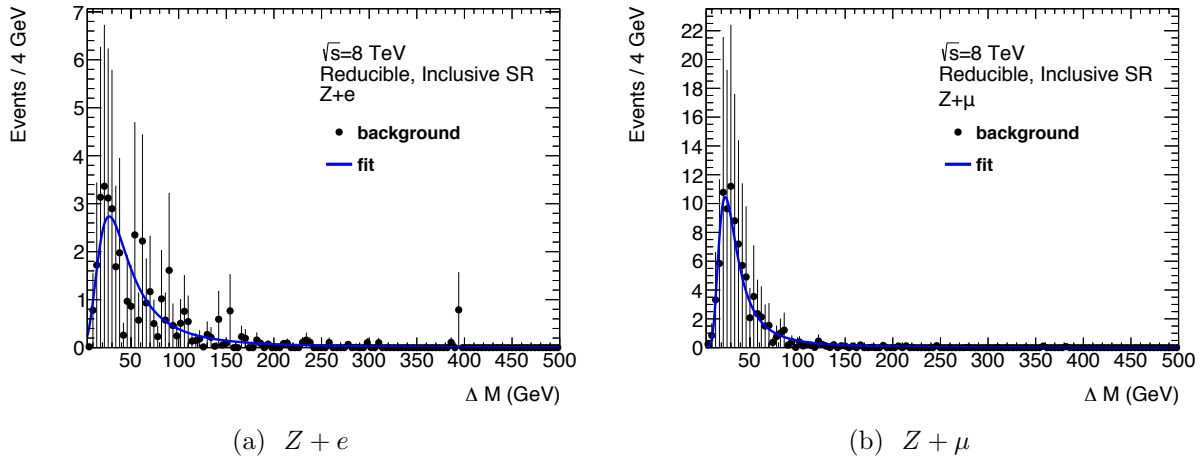 Events / 4 GeV
7
6
5
4
3
2
1
0
√s=8 TeV
Reducible, Inclusive SR
Z+e
background
fit
50 100 150 200 250 300 350 400 450 500
Δ M (GeV)
(a) Z + e
Events / 4 GeV
22
20
18
16
14
12
10
8
6
4
2
0
√s=8 TeV
Reducible, Inclusive SR
Z+μ
background
fit
50 100 150 200 250 300 350 400 450 500
Δ M (GeV)
(b) Z + μ